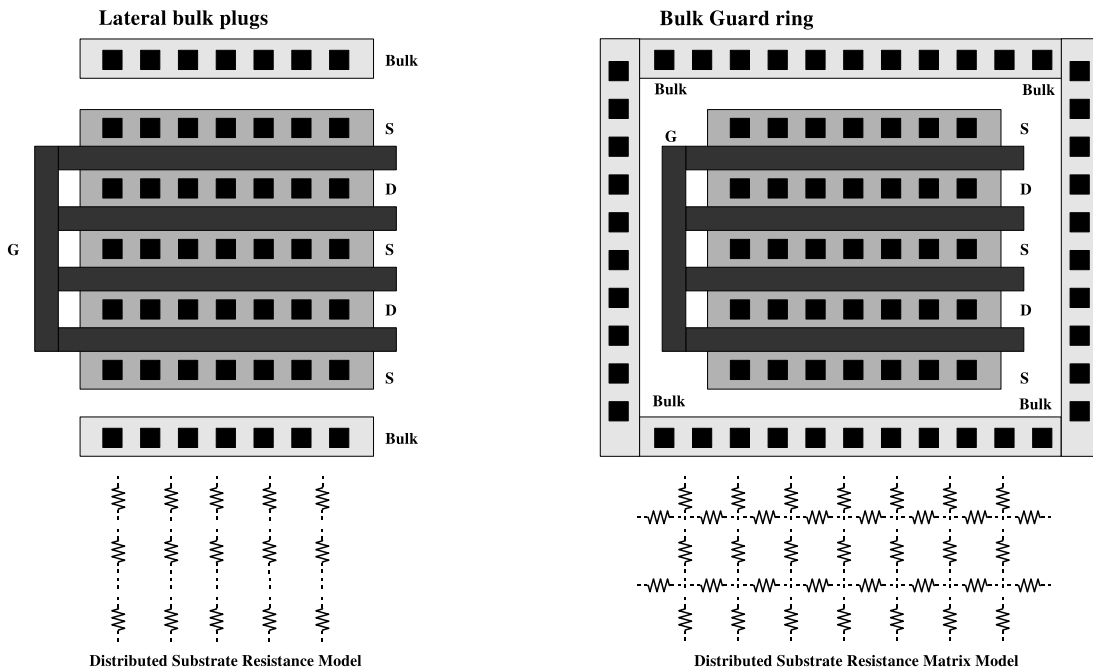 Lateral bulk plugs
Bulk
S
D
G
S
D
S
Bulk
Distributed Substrate Resistance Model
Bulk Guard ring
Bulk
Bulk
G
S
D
S
D
S
Bulk
Bulk
Distributed Substrate Resistance Matrix Model